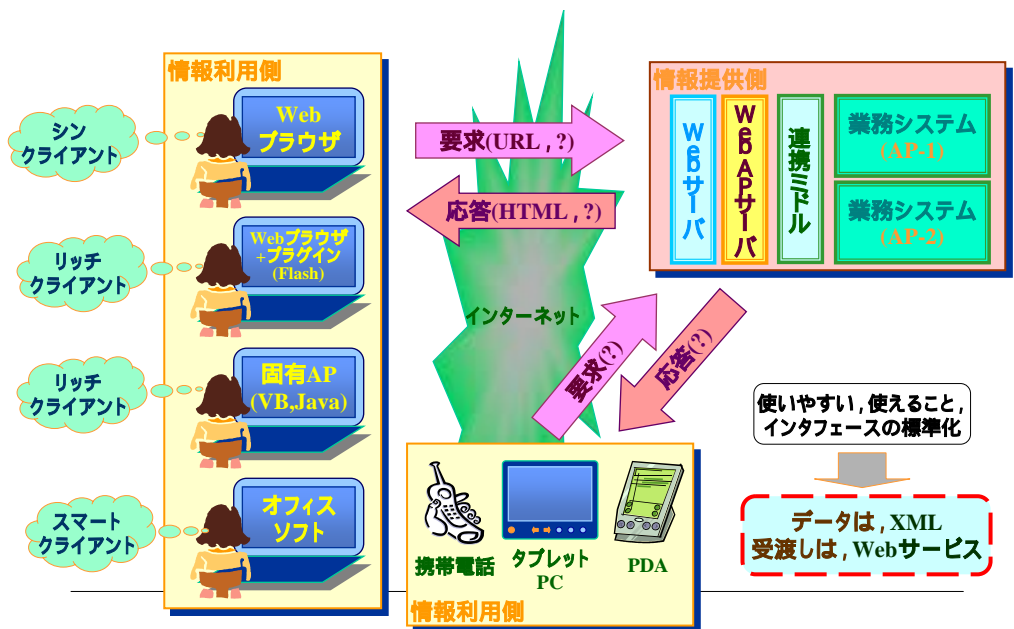 情報利用側
シン
クライアント
Web
ブラウザ
リッチ
クライアント
Webブラウザ
+プラグイン
(Flash)
リッチ
クライアント
固有AP
(VB,Java)
スマート
クライアント
オフィス
ソフト
要求(URL , ?)
応答(HTML , ?)
インターネット
要求(?)
応答(?)
情報提供側
Webサーバ
Web APサーバ
連携ミドル
業務システム
(AP-1)
業務システム
(AP-2)
使いやすい , 使えること ,
インタフェースの標準化
データは , XML
受渡しは , Webサービス
携帯電話
タブレット
PC
PDA
情報利用側